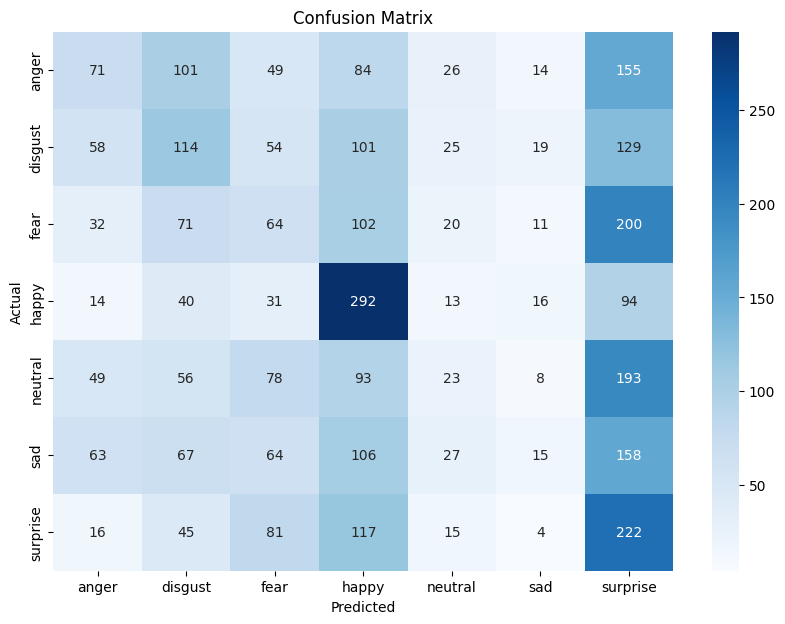 Confusion Matrix
anger 71 101 49 84 26 14 155
disgust 58 114 54 101 25 19 129
fear 32 71 64 102 20 11 200
happy 14 40 31 292 13 16 94
neutral 49 56 78 93 23 8 193
sad 63 67 64 106 27 15 158
surprise 16 45 81 117 15 4 222
Actual
anger disgust fear happy neutral sad surprise
Predicted
250
200
150
100
50